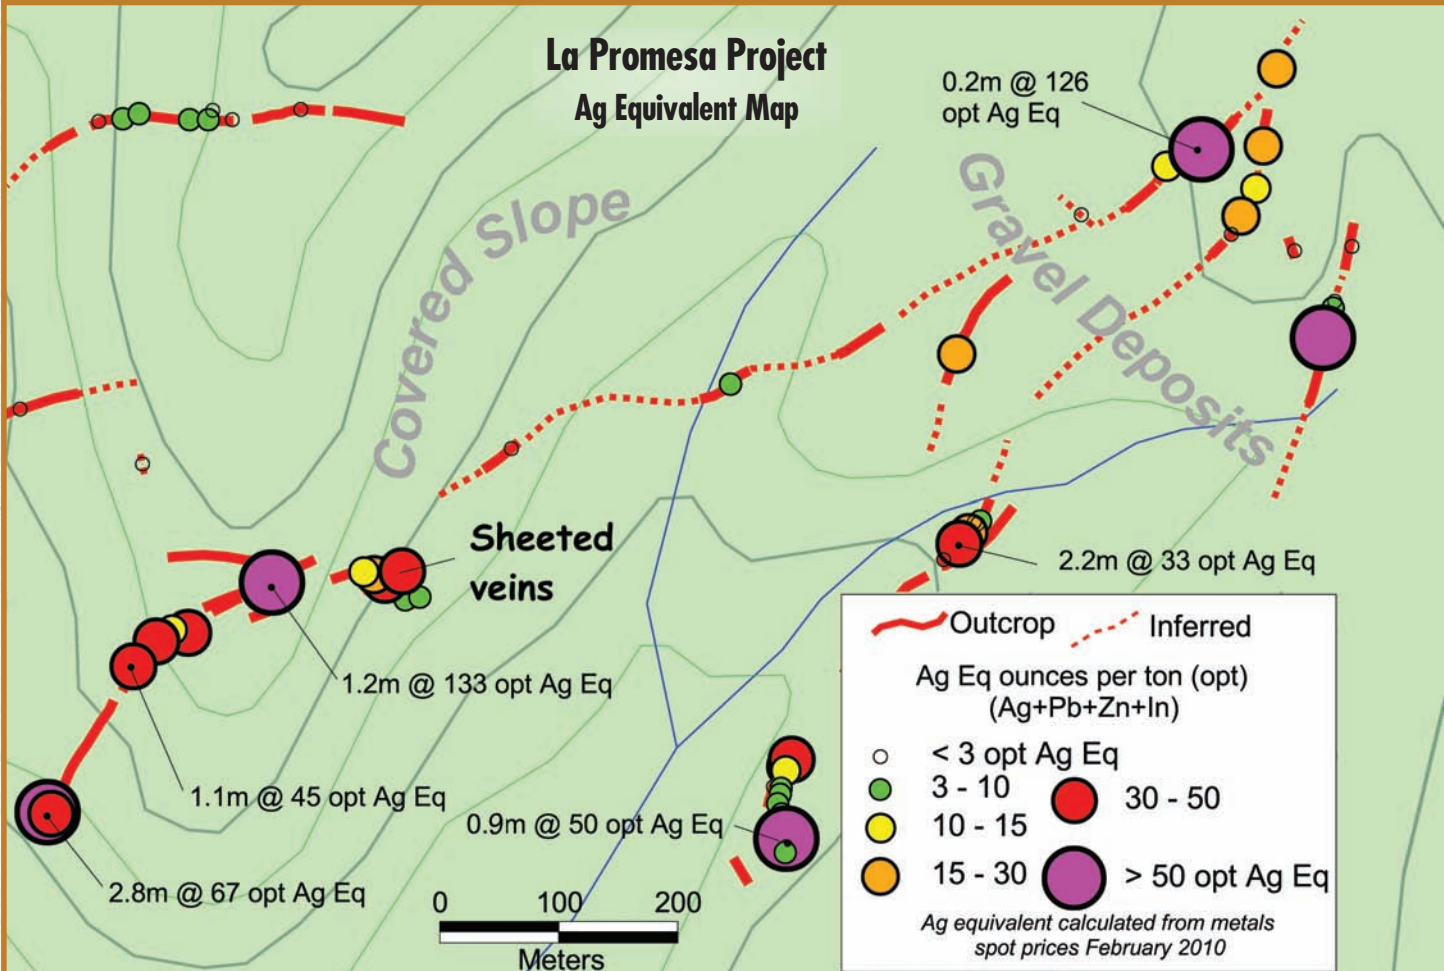 La Promesa Project
Ag Equivalent Map
0.2m @ 126
opt Ag Eq
Covered Slope
Gravel Deposits
Sheeted
veins
2.2m @ 33 opt Ag Eq
1.2m @ 133 opt Ag Eq
1.1m @ 45 opt Ag Eq
0.9m @ 50 opt Ag Eq
2.8m @ 67 opt Ag Eq
0 100 200
Meters
Outcrop Inferred
Ag Eq ounces per ton (opt)
(Ag+Pb+Zn+In)
< 3 opt Ag Eq
3 - 10
30 - 50
10 - 15
15 - 30
> 50 opt Ag Eq
Ag equivalent calculated from metals
spot prices February 2010